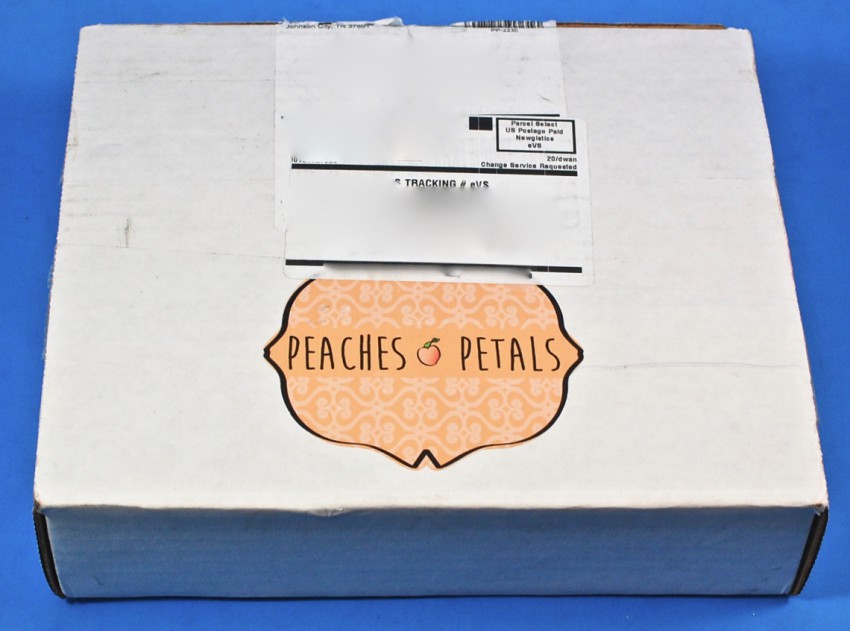 Johnson City, TN 37601
Parcel Select
US Postage Paid
Newgistics
eVS
20/dwan
Change Service Requested
TRACKING # eVS
PEACHES PETALS